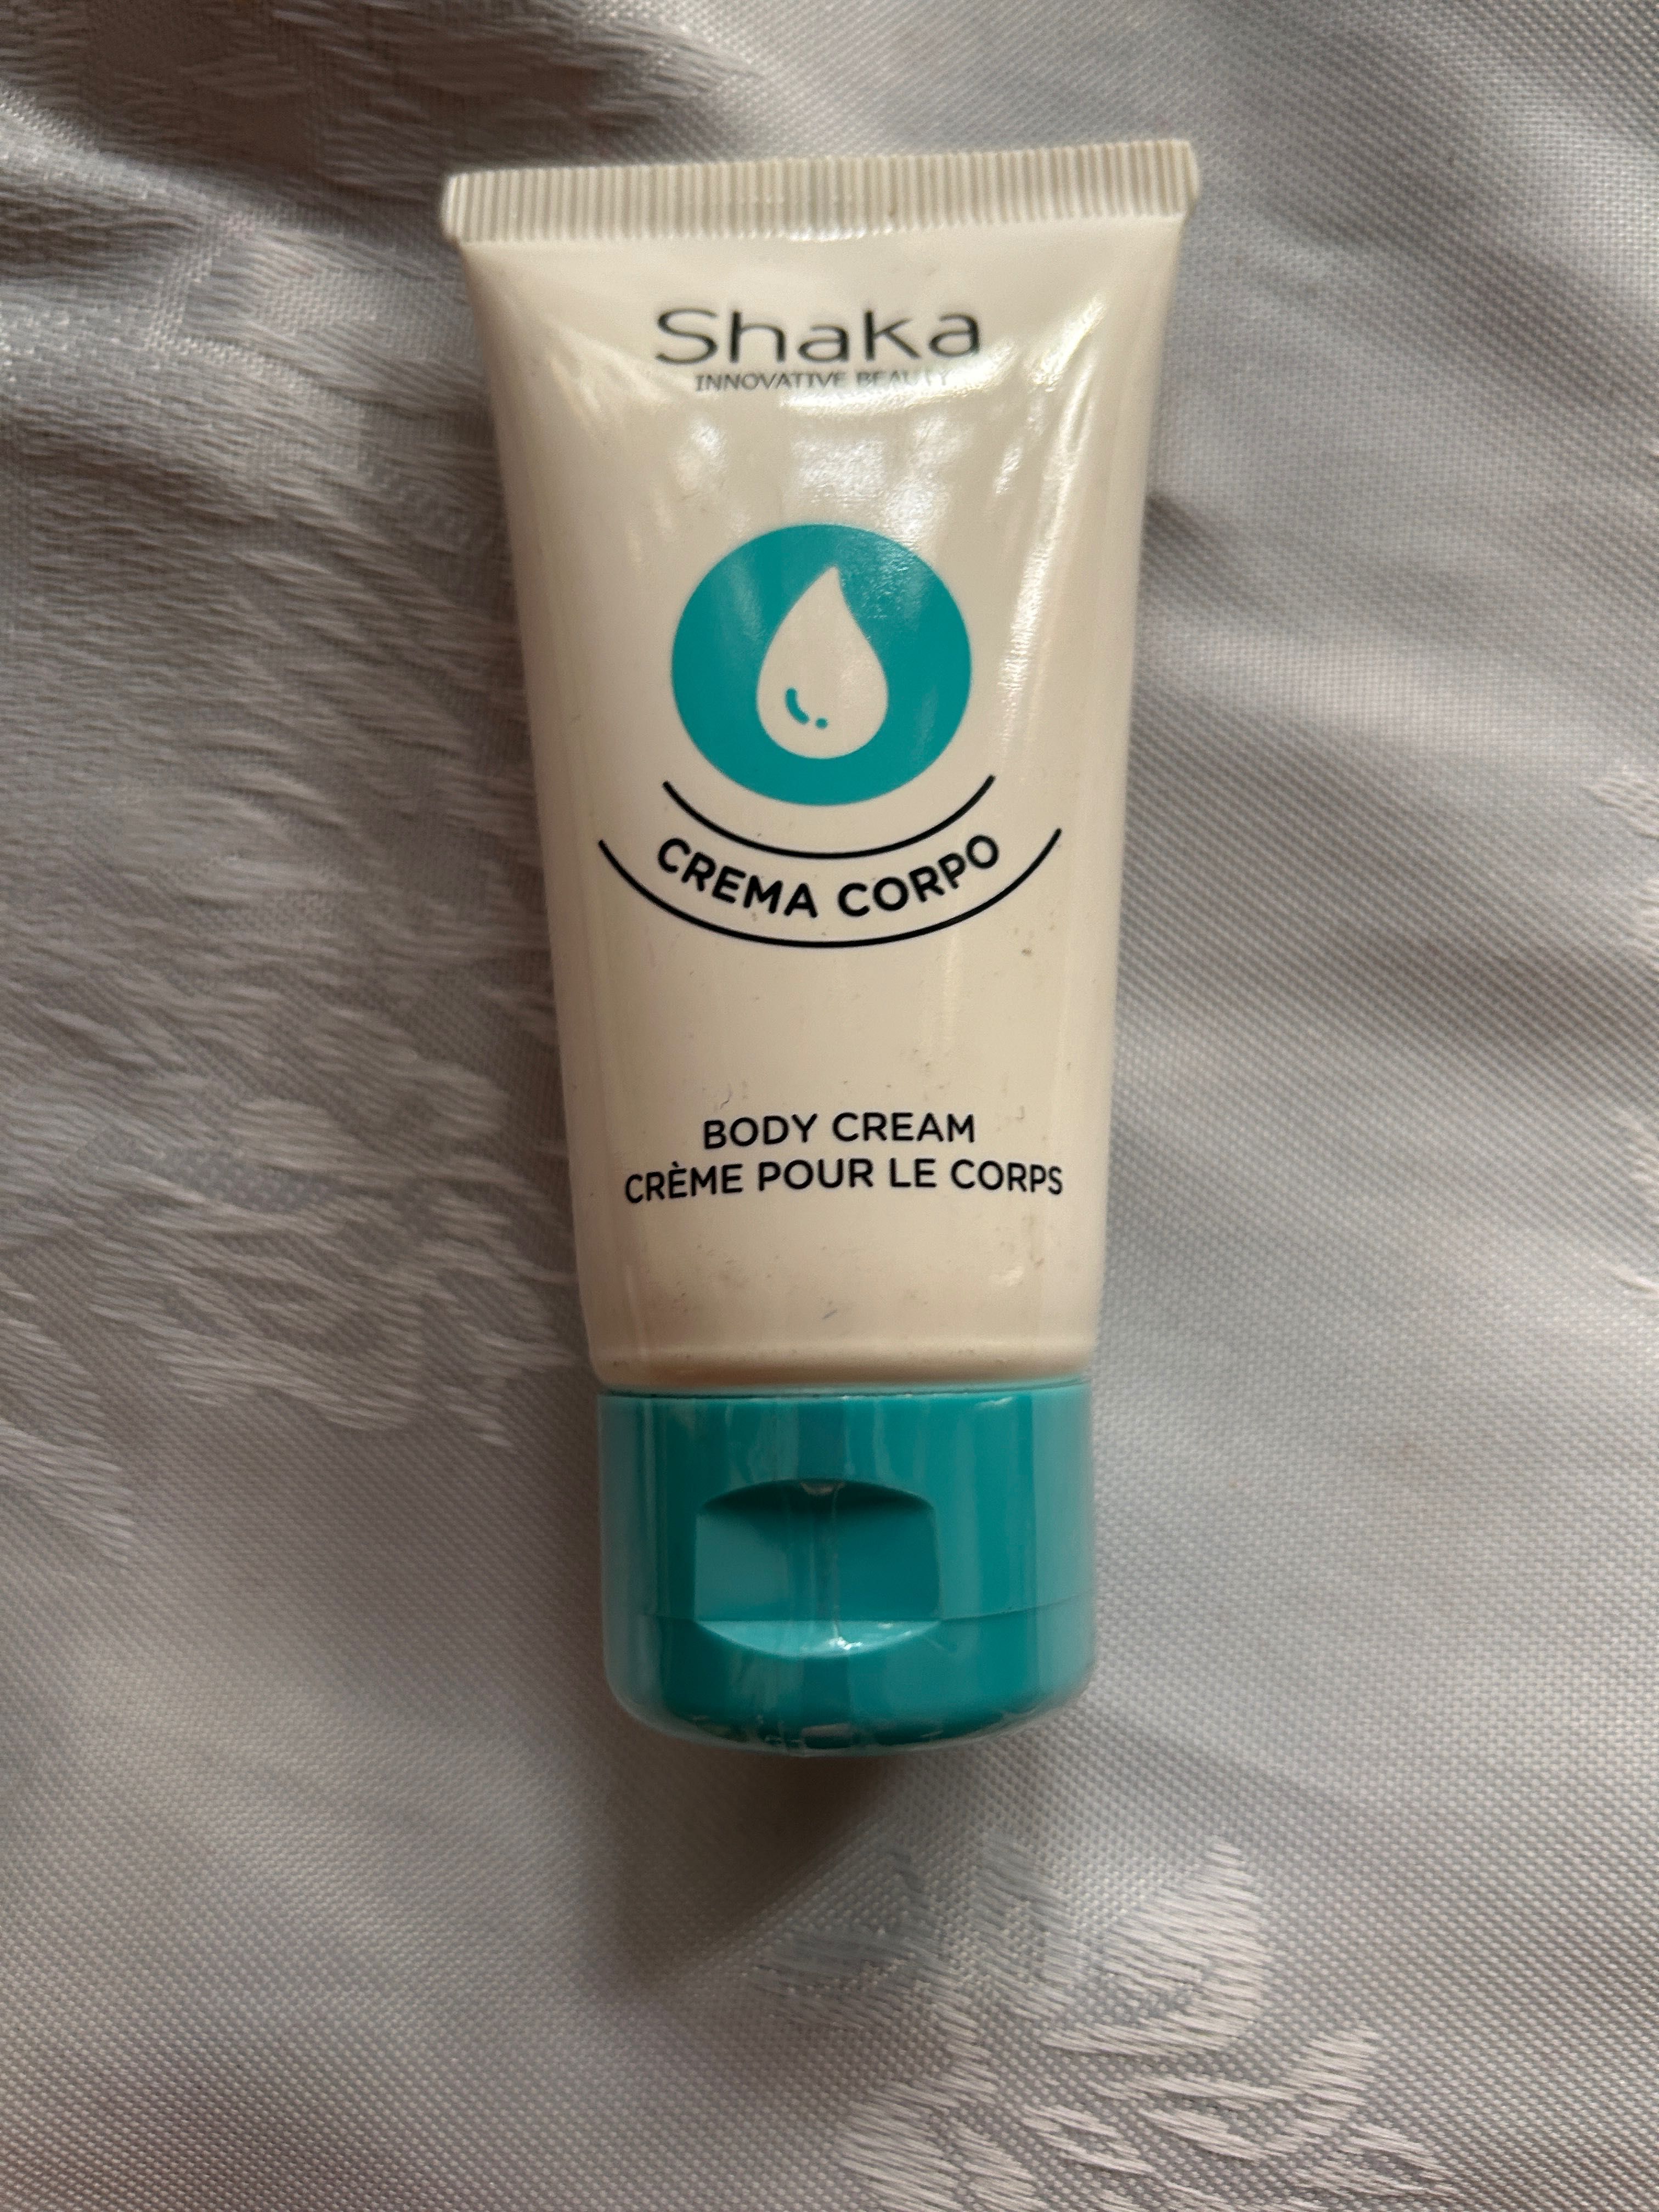 Shaka
INNOVATIVE BEAUTY
CREMA CORPO
BODY CREAM
CRÈME POUR LE CORPS